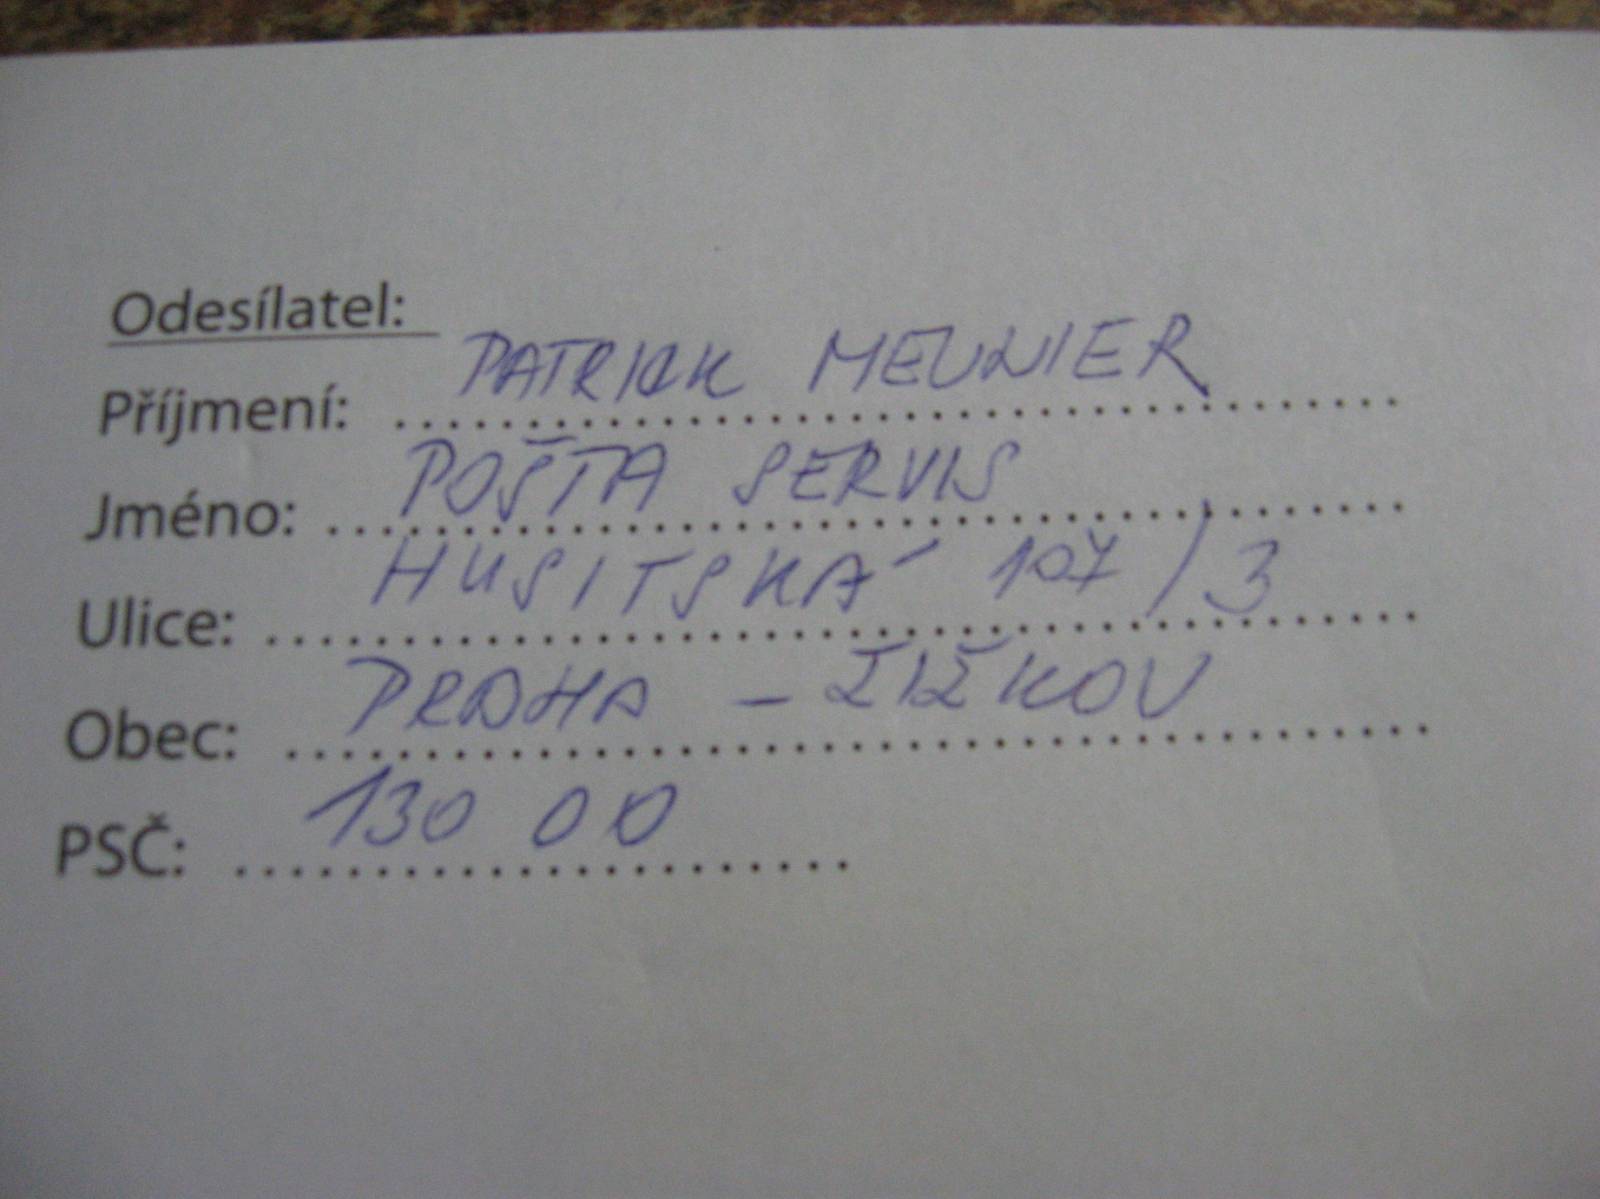 Odesílatel:
Příjmení: PATRICK MEUNIER
Jméno: POŠTA SERVIS
Ulice: HUSITSKÁ 107 / 3
Obec: PRAHA - ŽIŽKOV
PSČ: 130 00